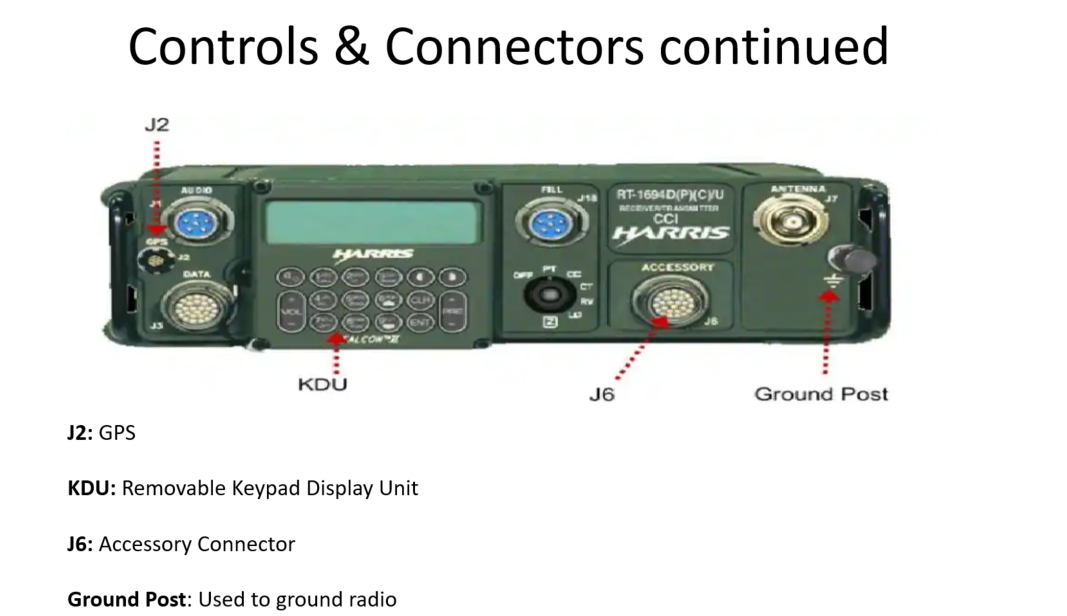 Controls & Connectors continued
J2
AUDIO
J1
GPS
J2
DATA
J3
HARRIS
VOL
CLR
ENT
PRE
FALCON II
FILL
J18
OFF PT CC
CT
RV
LD
Z
RT-1694D(P)(C)/U
RECEIVER/TRANSMITTER
CCI
HARRIS
ACCESSORY
J6
ANTENNA
J7
KDU
J6
Ground Post
J2: GPS
KDU: Removable Keypad Display Unit
J6: Accessory Connector
Ground Post: Used to ground radio